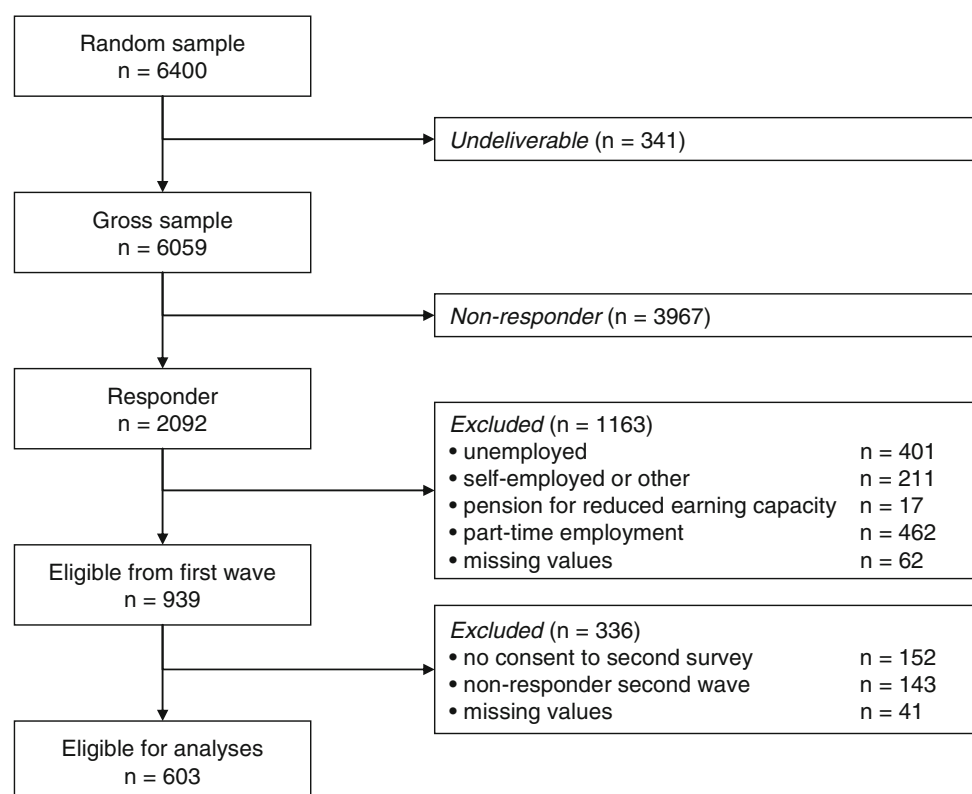 Random sample
n = 6400
Undeliverable (n = 341)
Gross sample
n = 6059
Non-responder (n = 3967)
Responder
n = 2092
Excluded (n = 1163)
• unemployed n = 401
• self-employed or other n = 211
• pension for reduced earning capacity n = 17
• part-time employment n = 462
• missing values n = 62
Eligible from first wave
n = 939
Excluded (n = 336)
• no consent to second survey n = 152
• non-responder second wave n = 143
• missing values n = 41
Eligible for analyses
n = 603